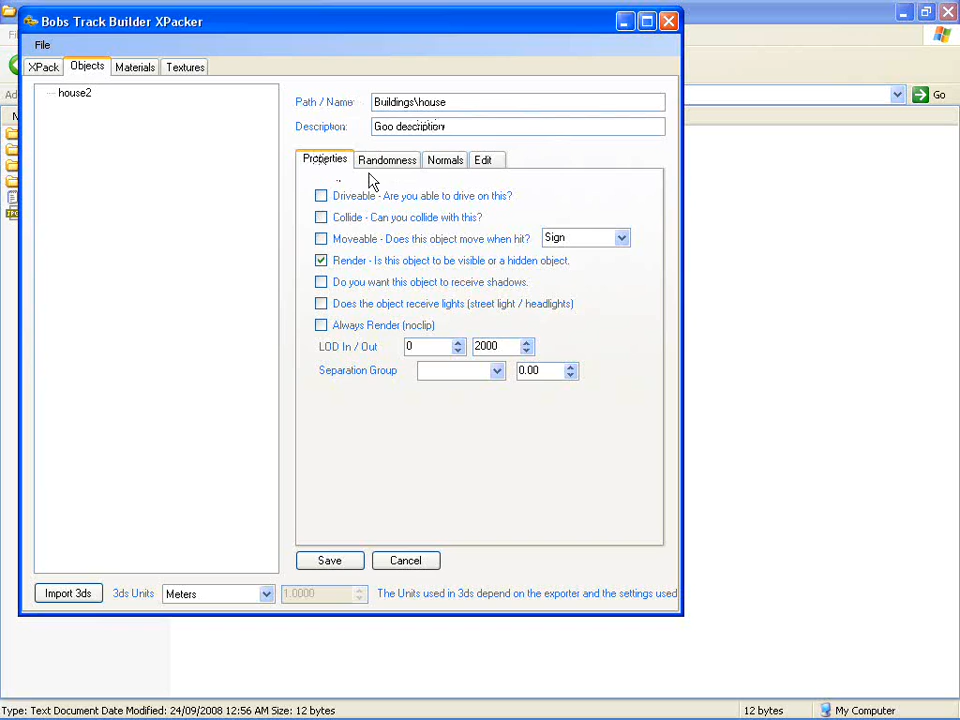 Bobs Track Builder XPacker
File
XPack Objects Materials Textures
house2
Path / Name: Buildings\house
Description: Goo description
Properties Randomness Normals Edit
Driveable - Are you able to drive on this?
Collide - Can you collide with this?
Moveable - Does this object move when hit? Sign
Render - Is this object to be visible or a hidden object.
Do you want this object to receive shadows.
Does the object receive lights (street light / headlights)
Always Render (noclip)
LOD In / Out 0 2000
Separation Group 0.00
Save Cancel
Import 3ds 3ds Units Meters 1.0000 The Units used in 3ds depend on the exporter and the settings used
Go
Type: Text Document Date Modified: 24/09/2008 12:56 AM Size: 12 bytes 12 bytes My Computer